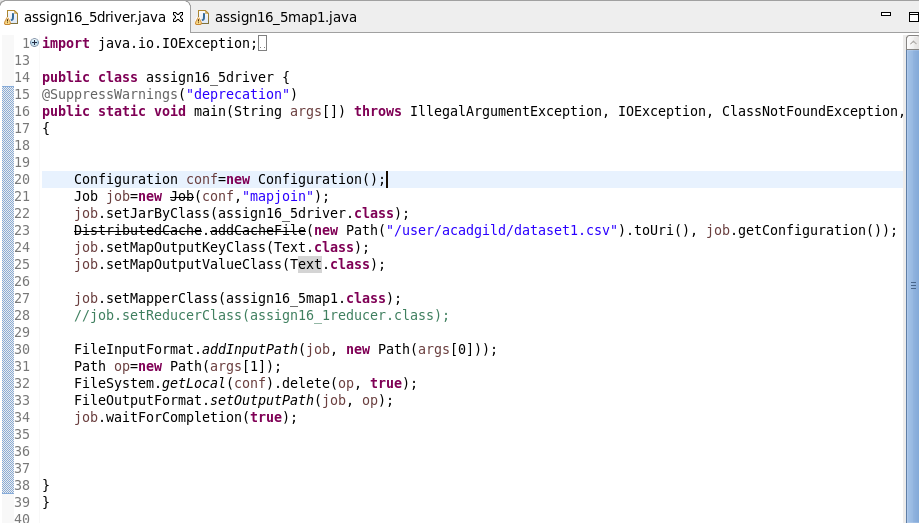 assign16_5driver.java assign16_5map1.java
1 import java.io.IOException;
13
14 public class assign16_5driver {
15 @SuppressWarnings("deprecation")
16 public static void main(String args[]) throws IllegalArgumentException, IOException, ClassNotFoundException,
17 {
18
19
20 Configuration conf=new Configuration();
21 Job job=new Job(conf,"mapjoin");
22 job.setJarByClass(assign16_5driver.class);
23 DistributedCache.addCacheFile(new Path("/user/acadgild/dataset1.csv").toUri(), job.getConfiguration());
24 job.setMapOutputKeyClass(Text.class);
25 job.setMapOutputValueClass(Text.class);
26
27 job.setMapperClass(assign16_5map1.class);
28 //job.setReducerClass(assign16_1reducer.class);
29
30 FileInputFormat.addInputPath(job, new Path(args[0]));
31 Path op=new Path(args[1]);
32 FileSystem.getLocal(conf).delete(op, true);
33 FileOutputFormat.setOutputPath(job, op);
34 job.waitForCompletion(true);
35
36
37
38 }
39 }
40